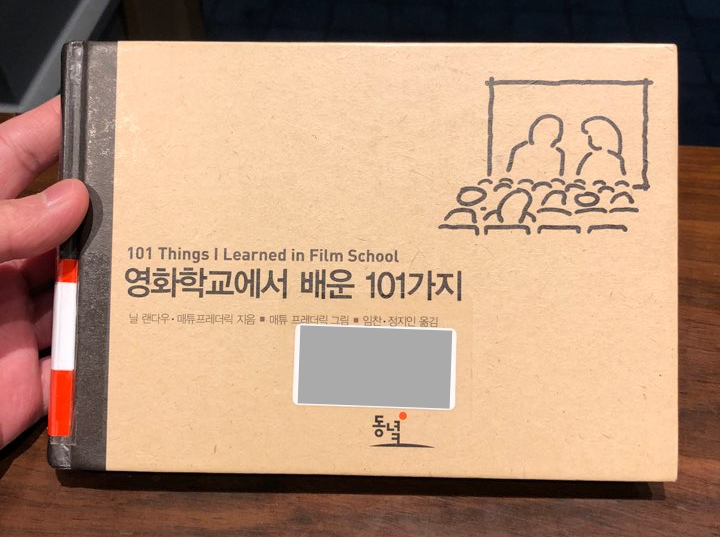 101 Things I Learned in Film School
영화학교에서 배운 101가지
닐 랜다우·매튜프레더릭 지음 ■ 매튜 프레더릭 그림 ■ 임찬·정지인 옮김
동녘